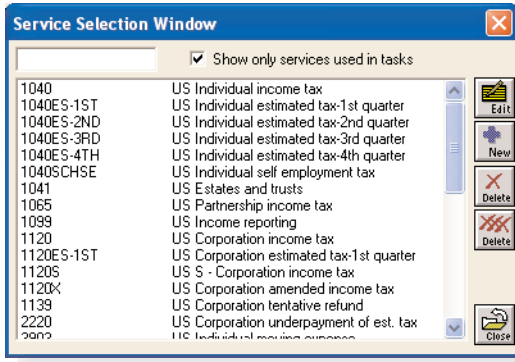 Service Selection Window
Show only services used in tasks
1040 US Individual income tax
1040ES-1ST US Individual estimated tax-1st quarter
1040ES-2ND US Individual estimated tax-2nd quarter
1040ES-3RD US Individual estimated tax-3rd quarter
1040ES-4TH US Individual estimated tax-4th quarter
1040SCHSE US Individual self employment tax
1041 US Estates and trusts
1065 US Partnership income tax
1099 US Income reporting
1120 US Corporation income tax
1120ES-1ST US Corporation estimated tax-1st quarter
1120S US S - Corporation income tax
1120X US Corporation amended income tax
1139 US Corporation tentative refund
2220 US Corporation underpayment of est. tax
3903 US Individual moving expense
Edit
New
Delete
Delete
Close